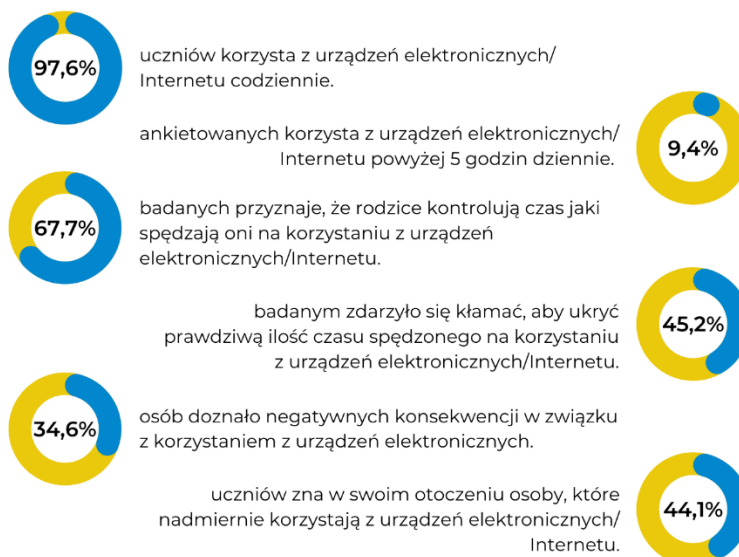 97,6%
uczniów korzysta z urządzeń elektronicznych/
Internetu codziennie.
ankietowanych korzysta z urządzeń elektronicznych/
Internetu powyżej 5 godzin dziennie.
9,4%
67,7%
badanych przyznaje, że rodzice kontrolują czas jaki
spędzają oni na korzystaniu z urządzeń
elektronicznych/Internetu.
badanym zdarzyło się kłamać, aby ukryć
prawdziwą ilość czasu spędzonego na korzystaniu
z urządzeń elektronicznych/Internetu.
45,2%
34,6%
osób doznało negatywnych konsekwencji w związku
z korzystaniem z urządzeń elektronicznych.
uczniów zna w swoim otoczeniu osoby, które
nadmiernie korzystają z urządzeń elektronicznych/
Internetu.
44,1%